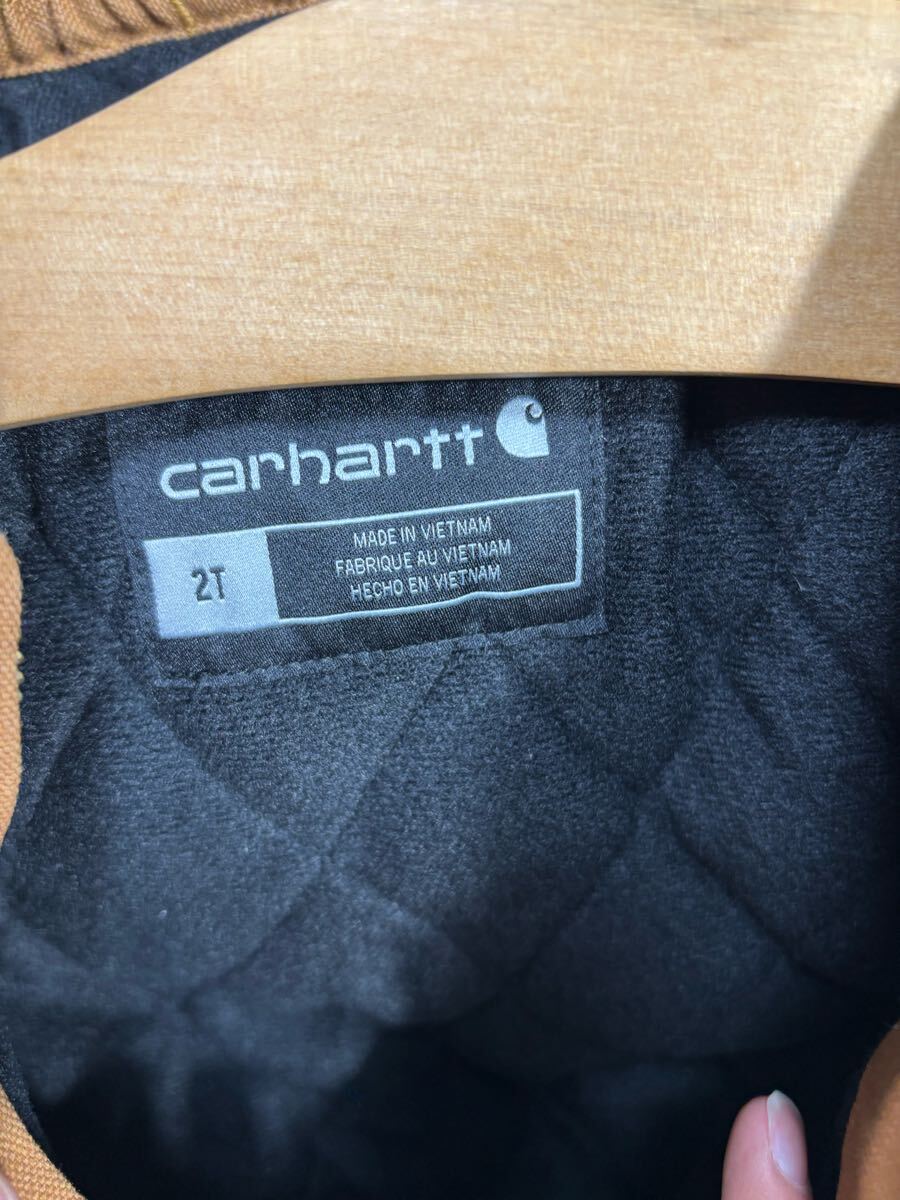 carhartt
2T
MADE IN VIETNAM
FABRIQUE AU VIETNAM
HECHO EN VIETNAM